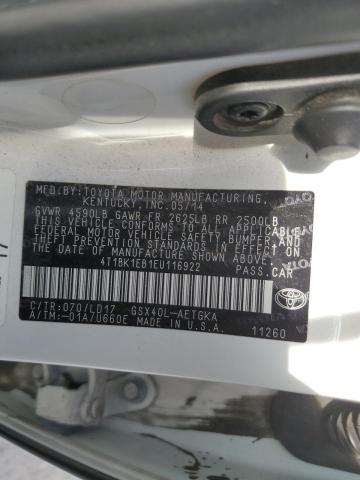 MFD.BY:TOYOTA MOTOR MANUFACTURING,
KENTUCKY, INC.
GVWR 4590LB GAWR FR 2625LB RR 2500LB
THIS VEHICLE CONFORMS TO ALL APPLICABLE
FEDERAL MOTOR VEHICLE SAFETY, BUMPER, AND
THEFT PREVENTION STANDARDS IN EFFECT ON
THE DATE OF MANUFACTURE SHOWN ABOVE.
4T1BK1EB1EU116922 PASS.CAR
C/TR:070/LD17 GSX40L-AETGKA
A/TM:-01A/U660E MADE IN U.S.A. 11260
TOYOTA